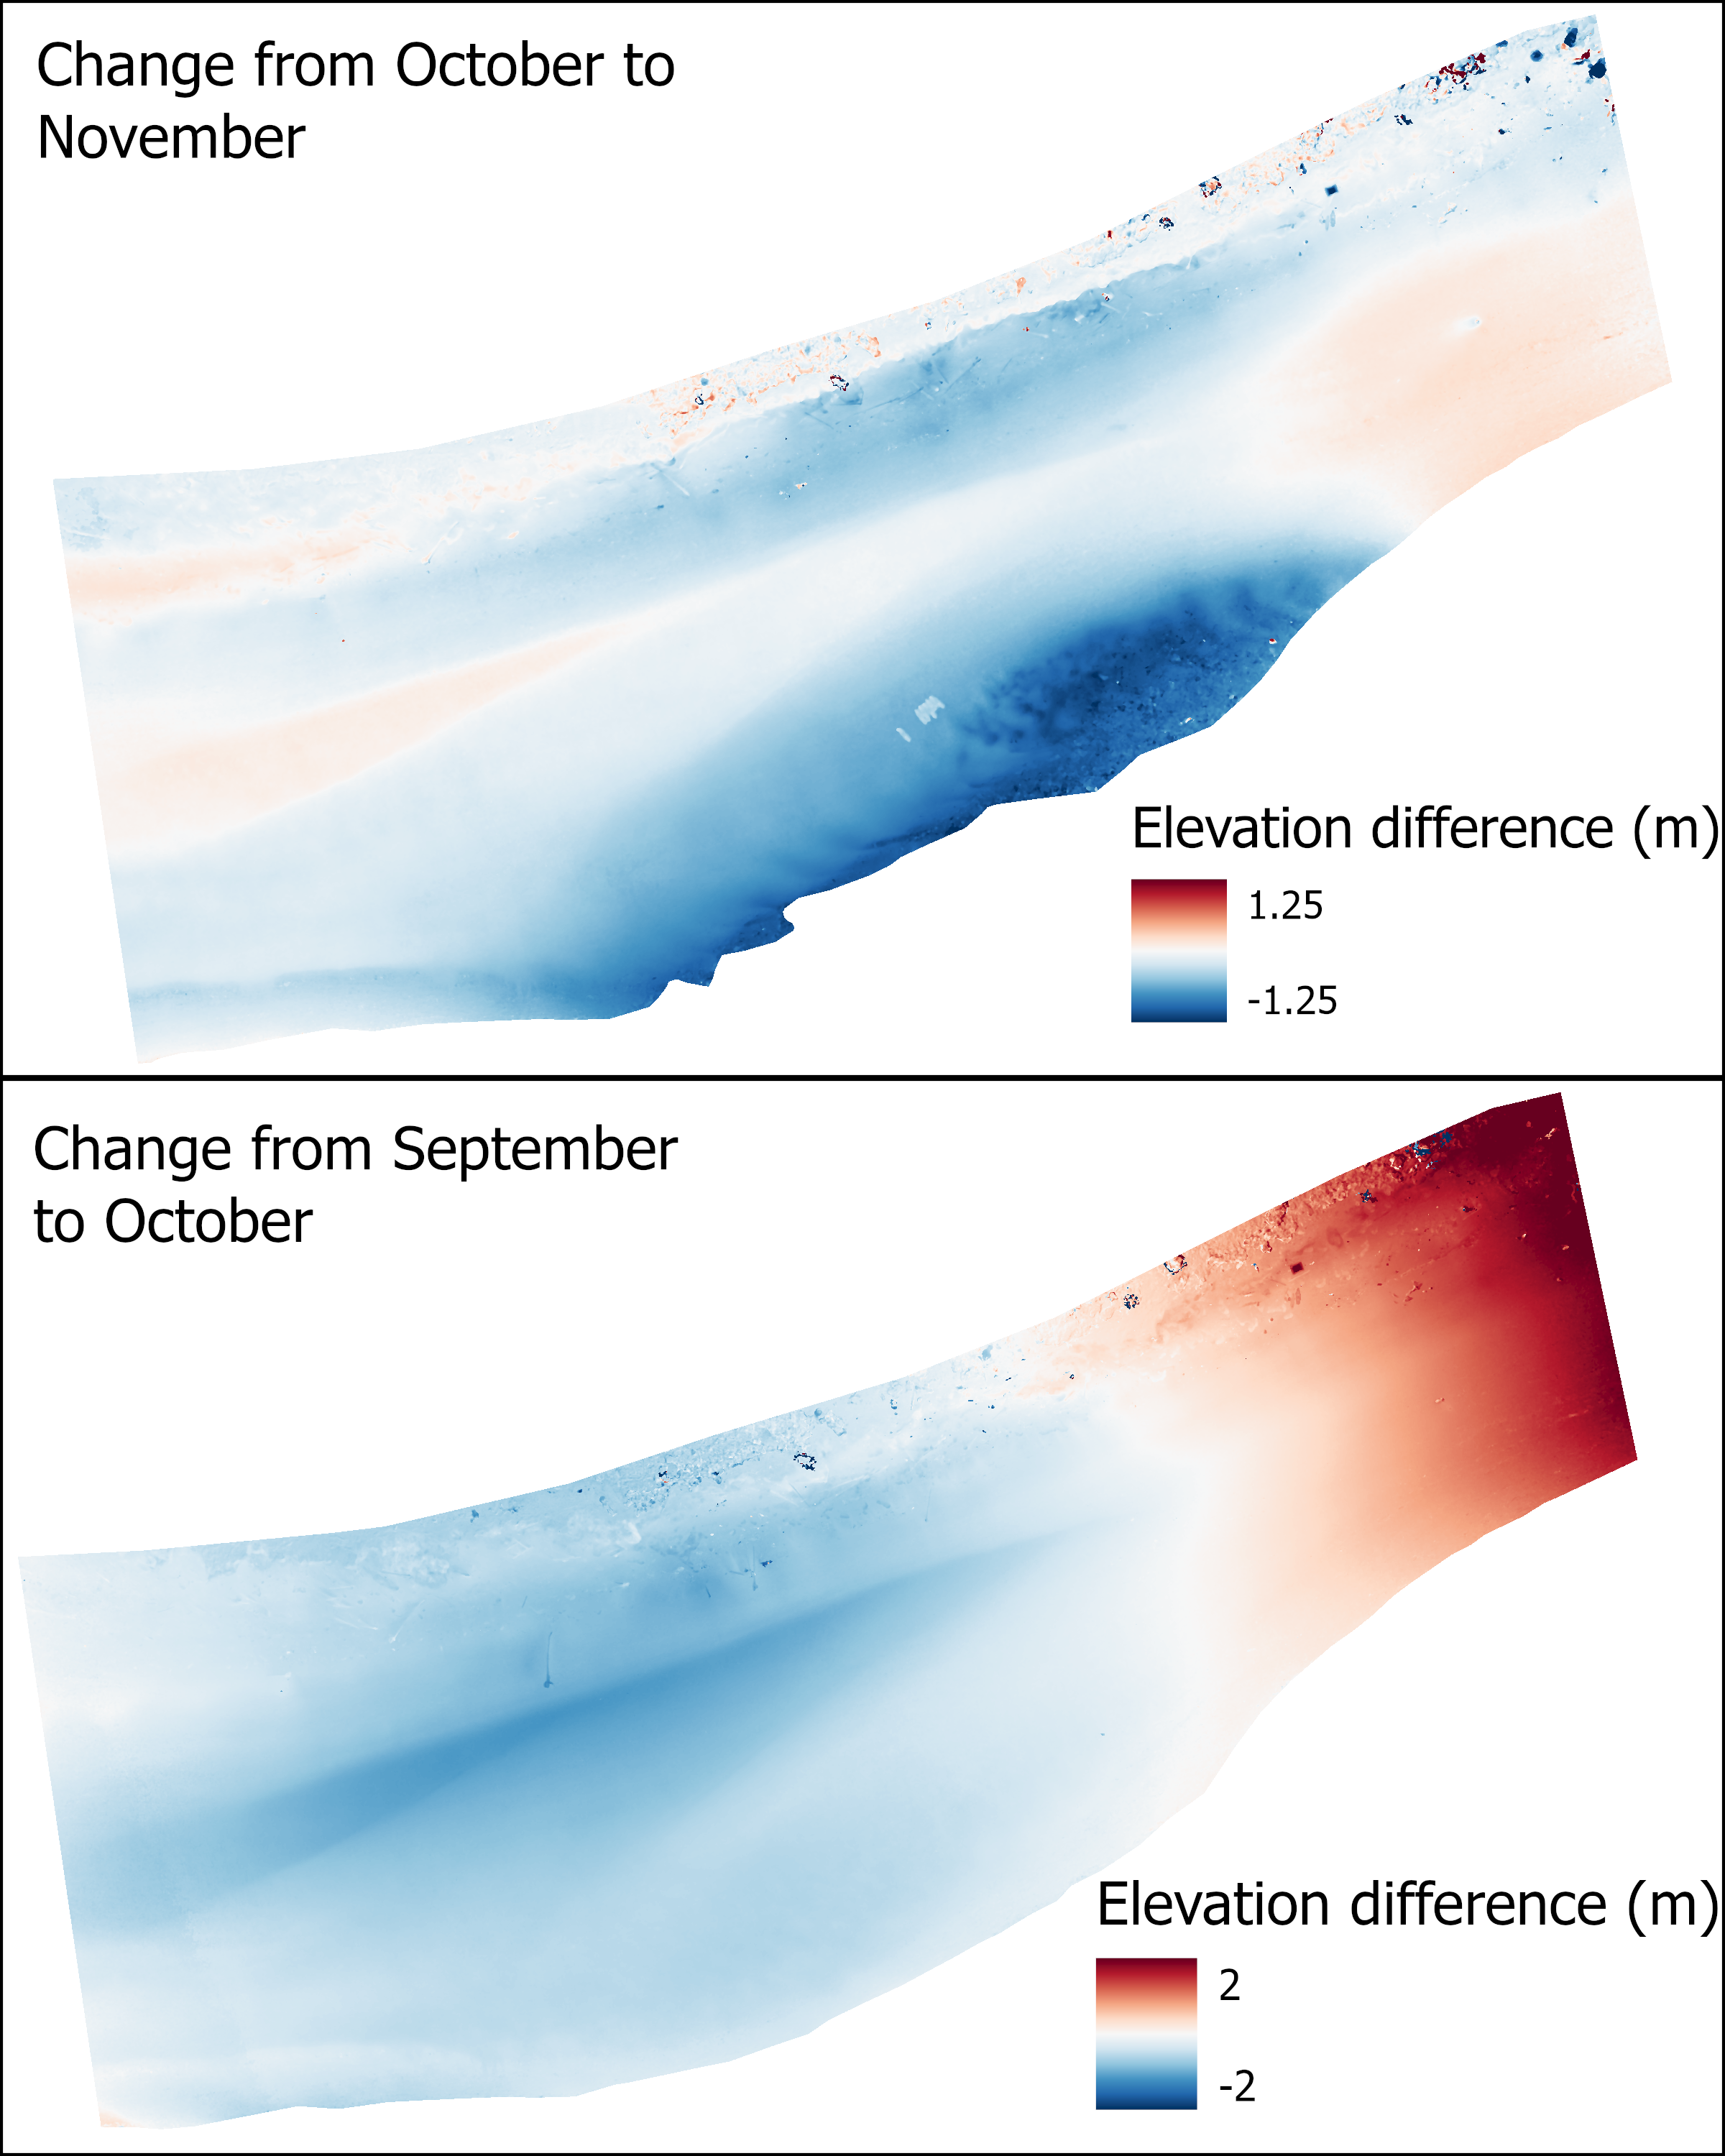 Change from October to
November
Elevation difference (m)
1.25
-1.25
Change from September
to October
Elevation difference (m)
2
-2